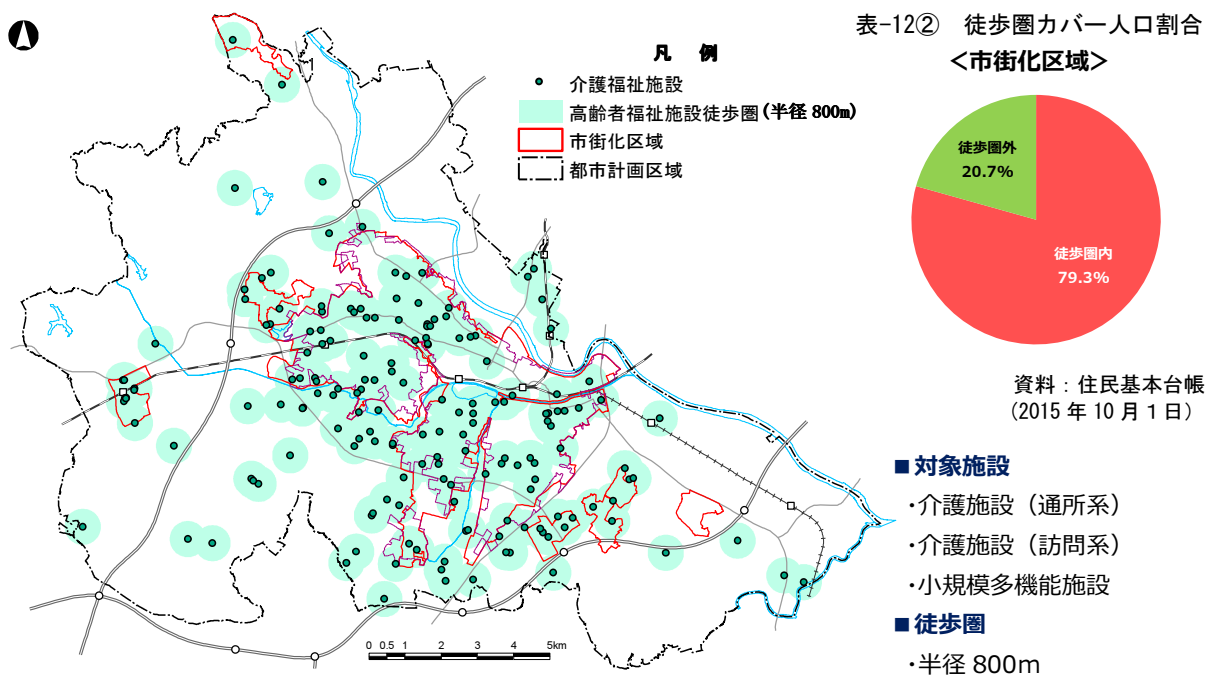 凡 例
介護福祉施設
高齢者福祉施設徒歩圏(半径 800m)
市街化区域
都市計画区域
0 0.5 1 2 3 4 5km
表-12② 徒歩圏カバー人口割合
<市街化区域>
徒歩圏外
20.7%
徒歩圏内
79.3%
資料：住民基本台帳
(2015 年 10 月 1 日)
■対象施設
・介護施設（通所系）
・介護施設（訪問系）
・小規模多機能施設
■徒歩圏
・半径 800m